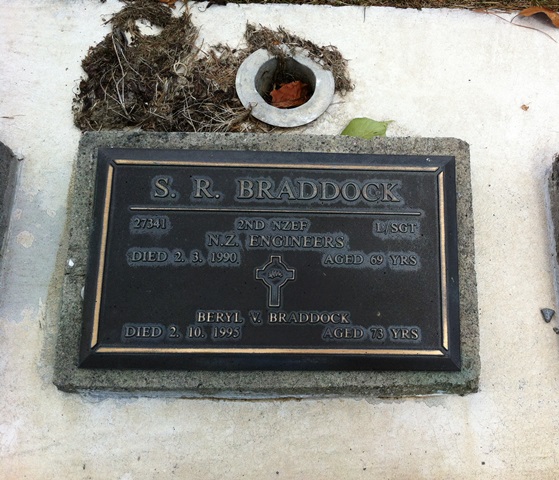 S. R. BRADDOCK
27341 2ND NZEF L/SGT
N.Z. ENGINEERS
DIED 2. 3. 1990 AGED 69 YRS
BERYL V. BRADDOCK
DIED 2. 10. 1995 AGED 73 YRS